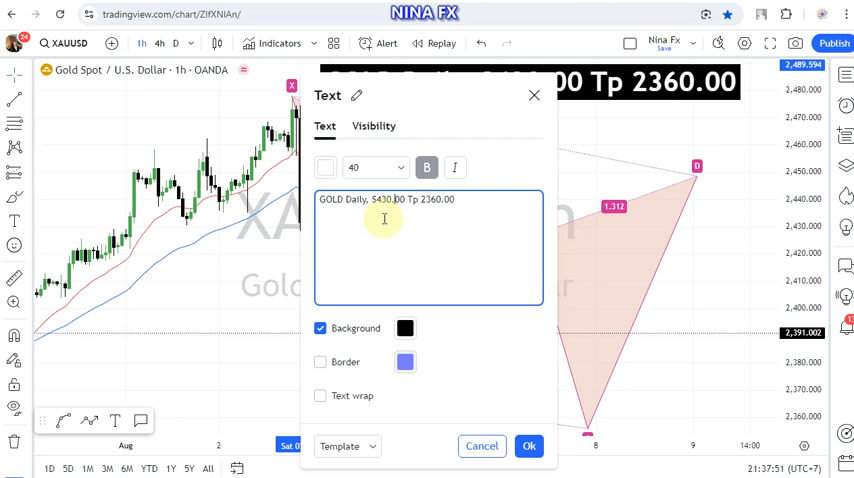 NINA FX
tradingview.com/chart/ZIfXNIAn/
24
XAUUSD
1h 4h D
Indicators
Alert
Replay
Nina Fx
Save
Publish
Gold Spot / U.S. Dollar · 1h · OANDA
X
00 Tp 2360.00
2,489.594
2,480.000
2,470.000
2,460.000
2,450.000
2,440.000
2,430.000
2,420.000
2,410.000
2,400.000
2,391.002
2,380.000
2,370.000
2,360.000
Text
Text
Visibility
40
B
I
GOLD Daily, S430.00 Tp 2360.00
Background
Border
Text wrap
Template
Cancel
Ok
D
1.312
XA
Gol
ar
Aug
2
Sat 0
8
9
14:00
1D 5D 1M 3M 6M YTD 1Y 5Y All
21:37:51 (UTC+7)